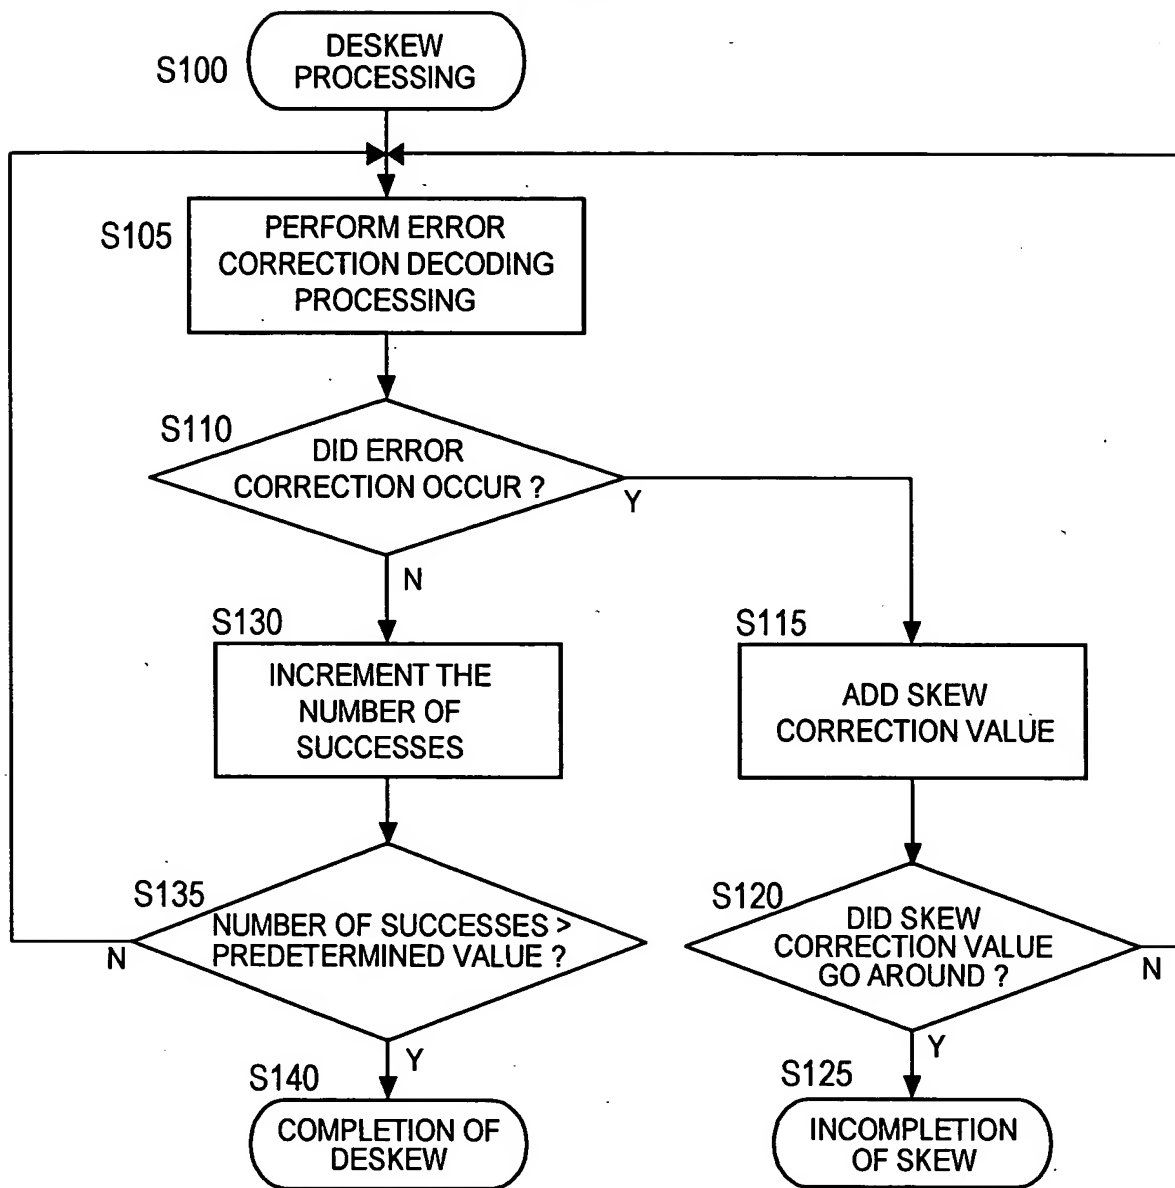 S100
DESKEW
PROCESSING
S105
PERFORM ERROR
CORRECTION DECODING
PROCESSING
S110
DID ERROR
CORRECTION OCCUR ?
Y
N
S130
INCREMENT THE
NUMBER OF
SUCCESSES
S115
ADD SKEW
CORRECTION VALUE
S135
NUMBER OF SUCCESSES >
PREDETERMINED VALUE ?
N
Y
S120
DID SKEW
CORRECTION VALUE
GO AROUND ?
N
Y
S140
COMPLETION OF
DESKEW
S125
INCOMPLETION
OF SKEW